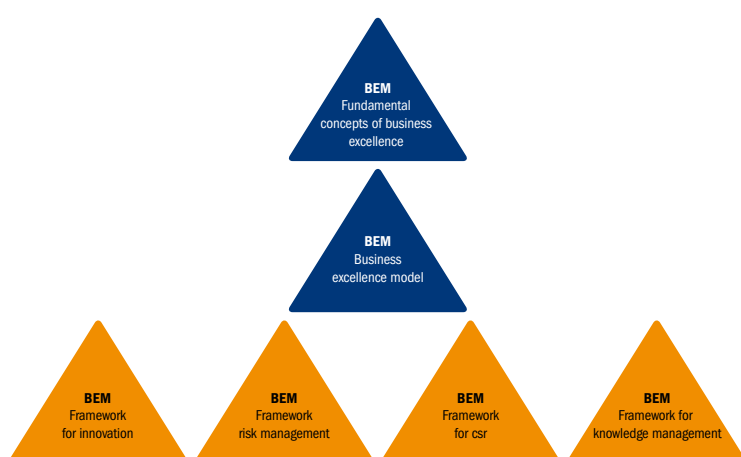 BEM
Fundamental
concepts of business
excellence
BEM
Business
excellence model
BEM
Framework
for innovation
BEM
Framework
risk management
BEM
Framework
for csr
BEM
Framework for
knowledge management